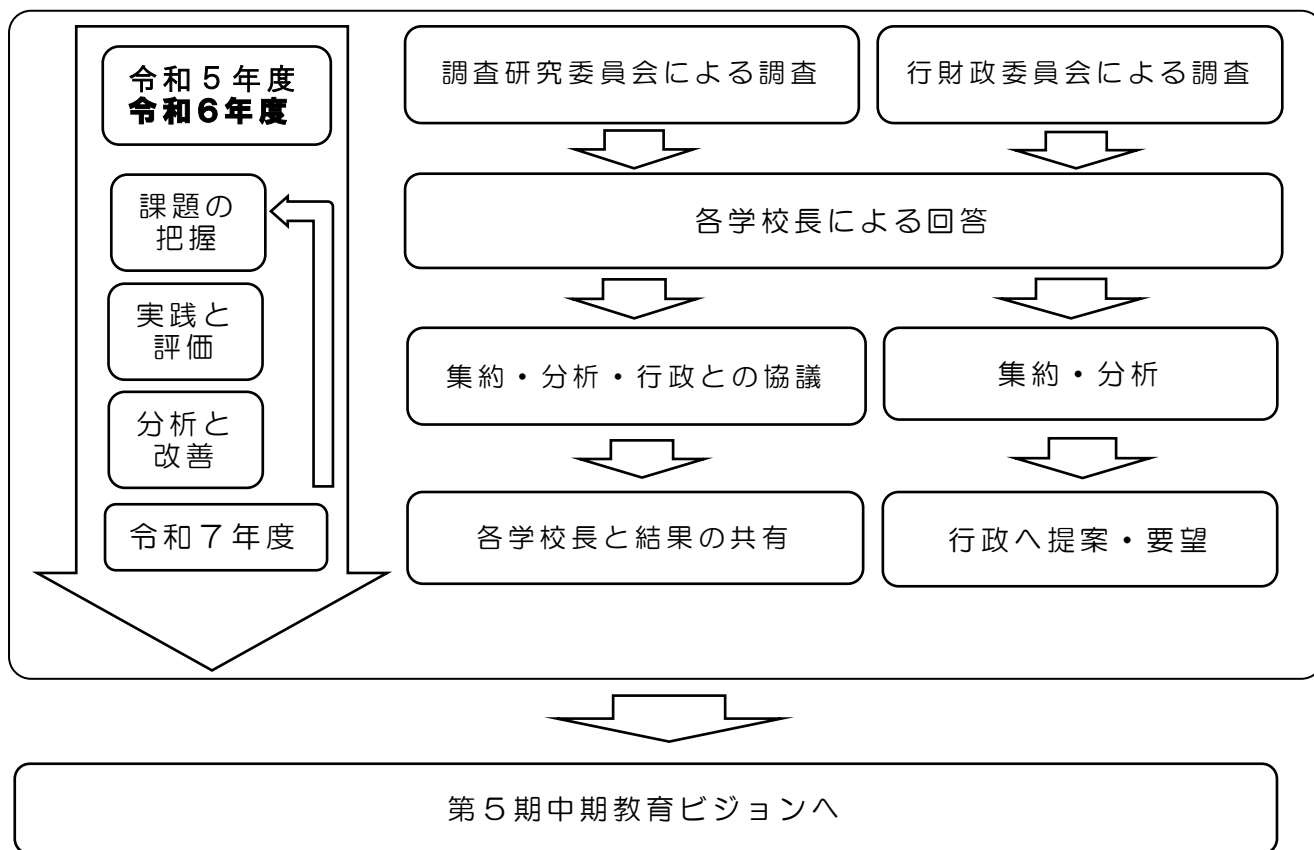 令和５年度
令和６年度
課題の
把握
実践と
評価
分析と
改善
令和７年度
調査研究委員会による調査
行財政委員会による調査
各学校長による回答
集約・分析・行政との協議
集約・分析
各学校長と結果の共有
行政へ提案・要望
第５期中期教育ビジョンへ